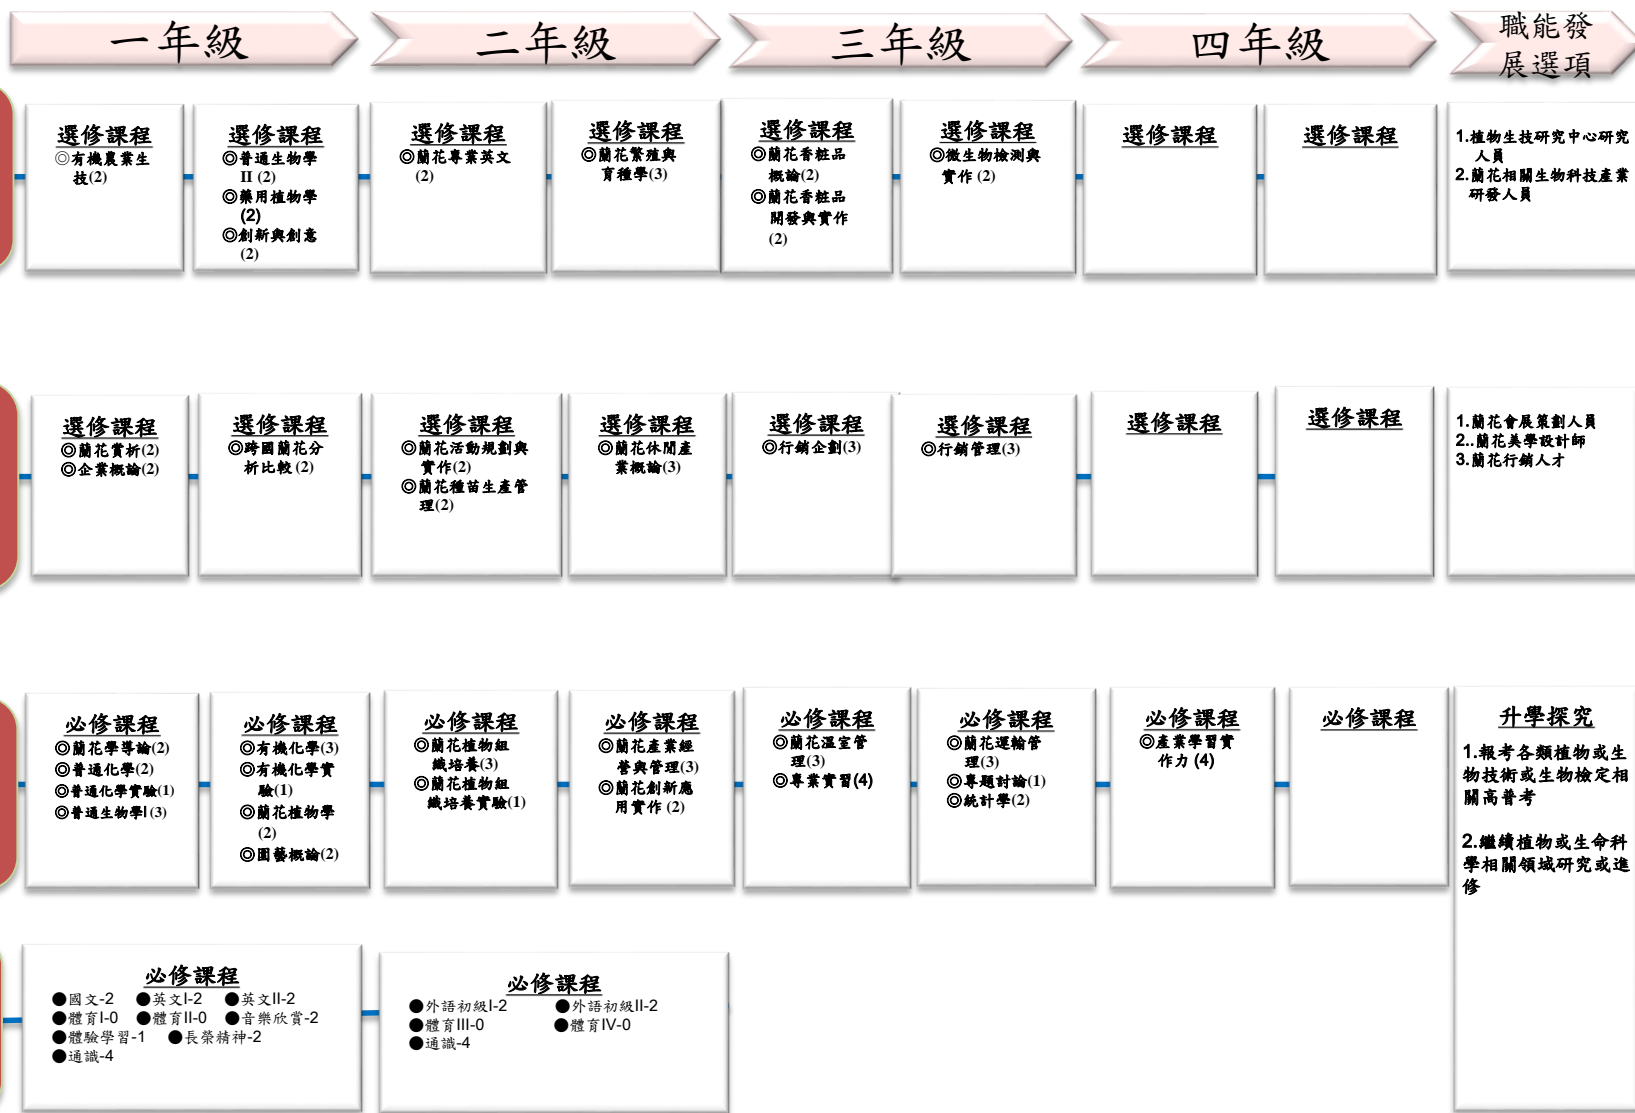 一年級
二年級
三年級
四年級
職能發
展選項
選修課程
◎有機農業生
技(2)
選修課程
◎普通生物學
II (2)
◎藥用植物學
(2)
◎創新與創意
(2)
選修課程
◎蘭花專業英文
(2)
選修課程
◎蘭花繁殖與
育種學(3)
選修課程
◎蘭花香粧品
概論(2)
◎蘭花香粧品
開發與實作
(2)
選修課程
◎微生物檢測與
實作 (2)
選修課程
選修課程
1.植物生技研究中心研究
人員
2.蘭花相關生物科技產業
研發人員
選修課程
◎蘭花賞析(2)
◎企業概論(2)
選修課程
◎跨國蘭花分
析比較(2)
選修課程
◎蘭花活動規劃與
實作(2)
◎蘭花種苗生產管
理(2)
選修課程
◎蘭花休閒產
業概論(3)
選修課程
◎行銷企劃(3)
選修課程
◎行銷管理(3)
選修課程
選修課程
1.蘭花會展策劃人員
2..蘭花美學設計師
3.蘭花行銷人才
必修課程
◎蘭花學導論(2)
◎普通化學(2)
◎普通化學實驗(1)
◎普通生物學I(3)
必修課程
◎有機化學(3)
◎有機化學實
驗(1)
◎蘭花植物學
(2)
◎園藝概論(2)
必修課程
◎蘭花植物組
織培養(3)
◎蘭花植物組
織培養實驗(1)
必修課程
◎蘭花產業經
營與管理(3)
◎蘭花創新應
用實作(2)
必修課程
◎蘭花溫室管
理(3)
◎專業實習(4)
必修課程
◎蘭花運輸管
理(3)
◎專題討論(1)
◎統計學(2)
必修課程
◎產業學習實
作力 (4)
必修課程
升學探究
1.報考各類植物或生
物技術或生物檢定相
關高普考
2.繼續植物或生命科
學相關領域研究或進
修
必修課程
●國文-2 ●英文I-2 ●英文II-2
●體育I-0 ●體育II-0 ●音樂欣賞-2
●體驗學習-1 ●長榮精神-2
●通識-4
必修課程
●外語初級I-2 ●外語初級II-2
●體育III-0 ●體育IV-0
●通識-4